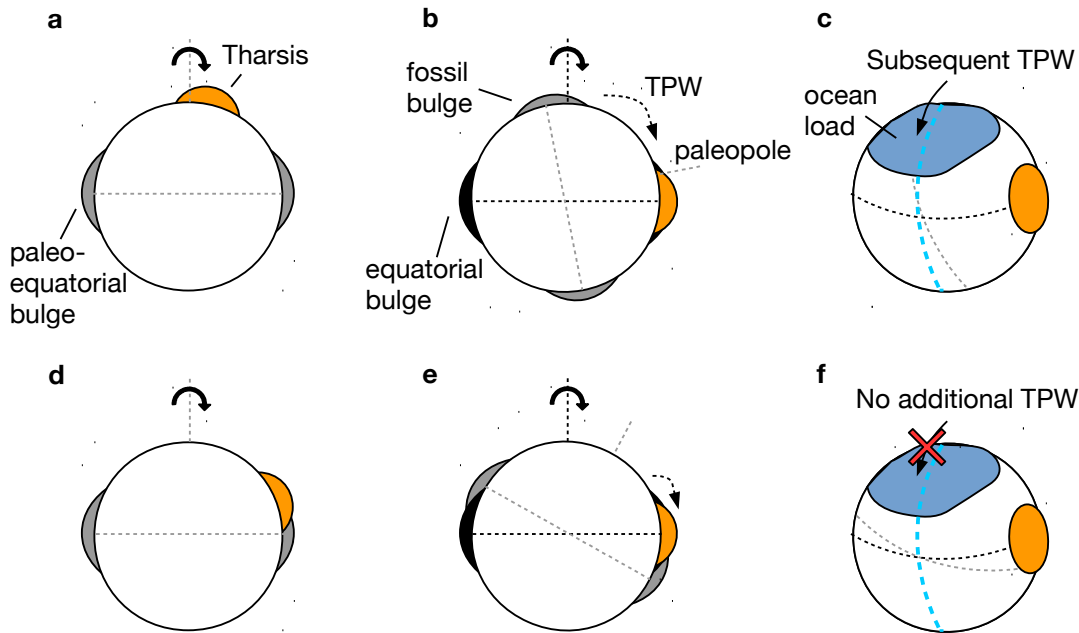 a
Tharsis
paleo-
equatorial
bulge
b
fossil
bulge
TPW
paleopole
equatorial
bulge
c
Subsequent TPW
ocean
load
d
e
f
No additional TPW